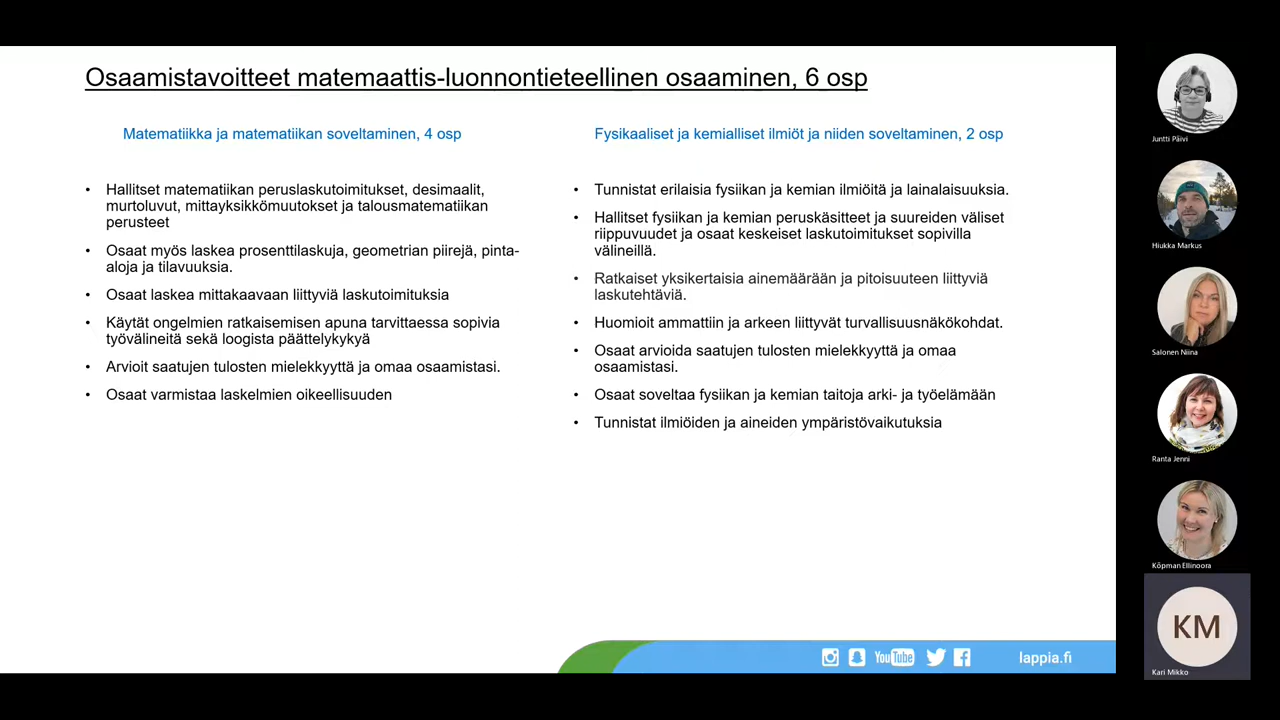 Osaamistavoitteet matemaattis-luonnontieteellinen osaaminen, 6 osp
Matematiikka ja matematiikan soveltaminen, 4 osp
• Hallitset matematiikan peruslaskutoimitukset, desimaalit,
murtoluvut, mittayksikkömuutokset ja talousmatematiikan
perusteet
• Osaat myös laskea prosenttilaskuja, geometrian piirejä, pinta-
aloja ja tilavuuksia.
• Osaat laskea mittakaavaan liittyviä laskutoimituksia
• Käytät ongelmien ratkaisemisen apuna tarvittaessa sopivia
työvälineitä sekä loogista päättelykykyä
• Arvioit saatujen tulosten mielekkyyttä ja omaa osaamistasi.
• Osaat varmistaa laskelmien oikeellisuuden
Fysikaaliset ja kemialliset ilmiöt ja niiden soveltaminen, 2 osp
• Tunnistat erilaisia fysiikan ja kemian ilmiöitä ja lainalaisuuksia.
• Hallitset fysiikan ja kemian peruskäsitteet ja suureiden väliset
riippuvuudet ja osaat keskeiset laskutoimitukset sopivilla
välineillä.
• Ratkaiset yksikertaisia ainemäärään ja pitoisuuteen liittyviä
laskutehtäviä.
• Huomioit ammattiin ja arkeen liittyvät turvallisuusnäkökohdat.
• Osaat arvioida saatujen tulosten mielekkyyttä ja omaa
osaamistasi.
• Osaat soveltaa fysiikan ja kemian taitoja arki- ja työelämään
• Tunnistat ilmiöiden ja aineiden ympäristövaikutuksia
YouTube
lappia.fi
Juntti Päivi
Hiukka Markus
Salonen Niina
Ranta Jenni
Köpman Ellinoora
KM
Kari Mikko